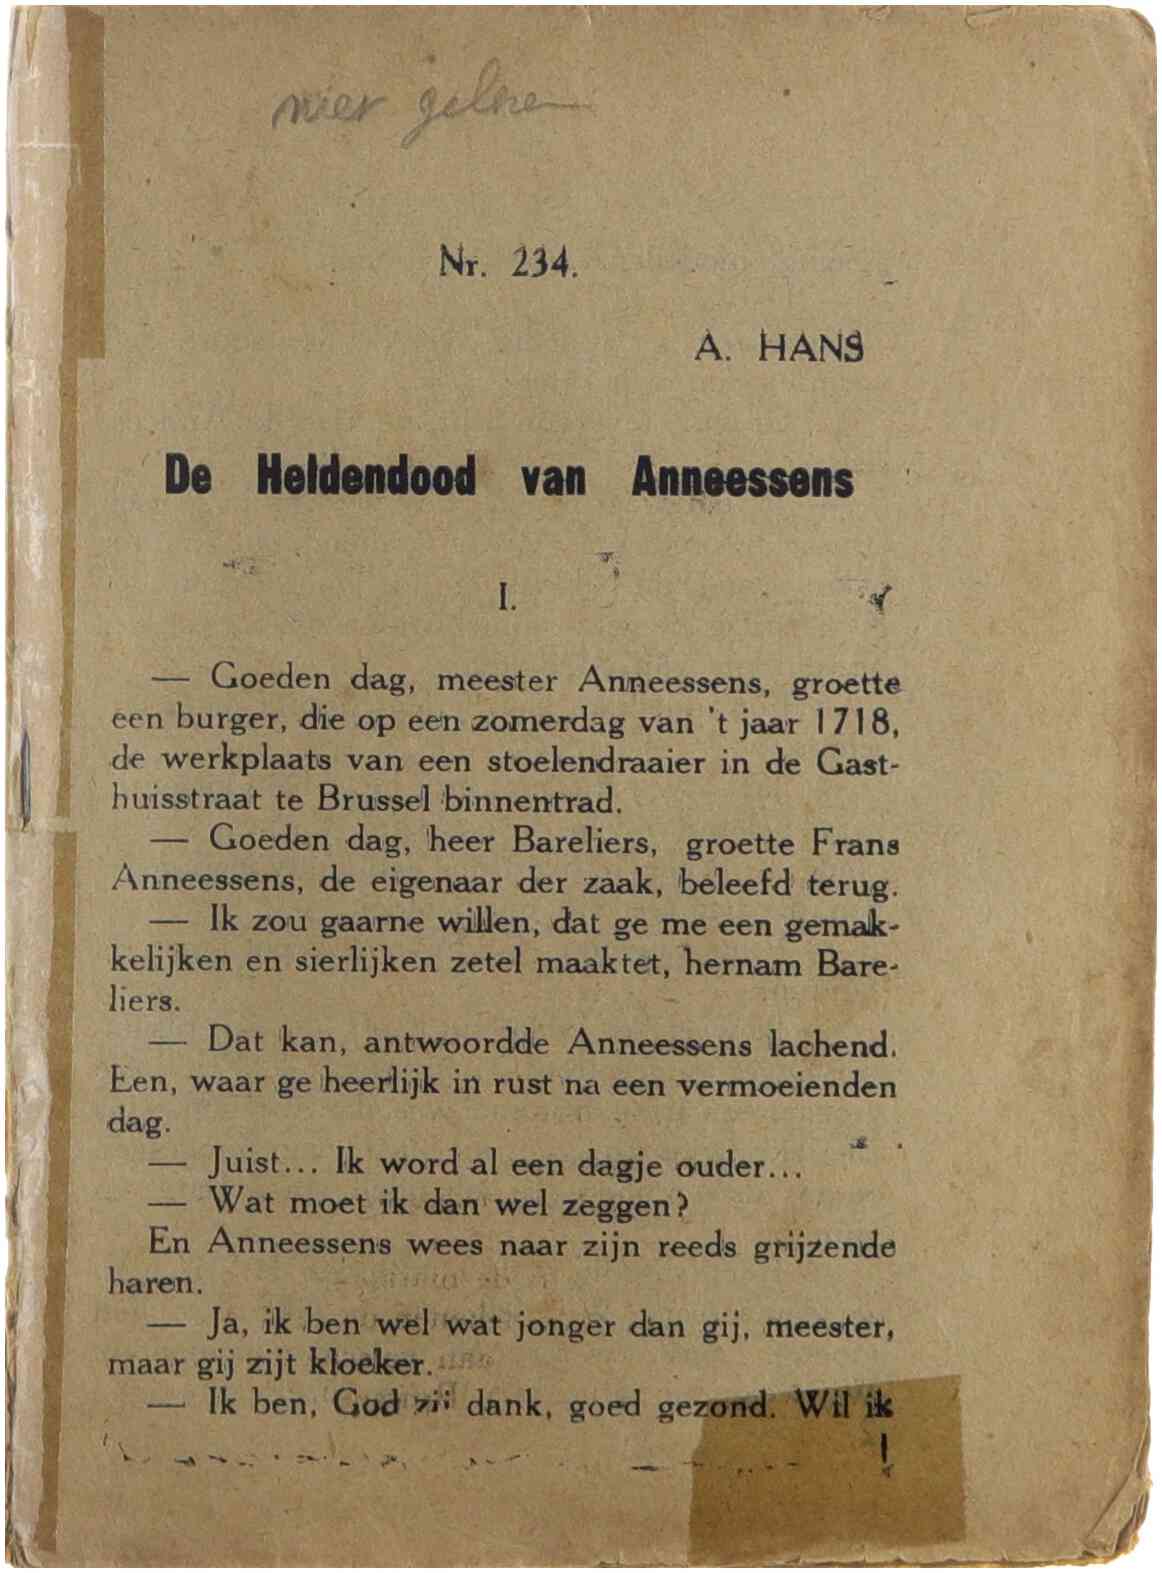 Nr. 234.
A. HANS
De Heldendood van Anneessens
I.
— Goeden dag, meester Anneessens, groette
een burger, die op een zomerdag van 't jaar 1718,
de werkplaats van een stoelendraaier in de Gast-
huisstraat te Brussel binnentrad.
— Goeden dag, heer Bareliers, groette Frans
Anneessens, de eigenaar der zaak, beleefd terug.
— Ik zou gaarne willen, dat ge me een gemak-
kelijken en sierlijken zetel maaktet, hernam Bare-
liers.
— Dat kan, antwoordde Anneessens lachend.
Een, waar ge heerlijk in rust na een vermoeienden
dag.
— Juist... Ik word al een dagje ouder...
— Wat moet ik dan wel zeggen?
En Anneessens wees naar zijn reeds grijzende
haren.
— Ja, ik ben wel wat jonger dan gij, meester,
maar gij zijt kloeker.
— Ik ben, God zij dank, goed gezond. Wil ik